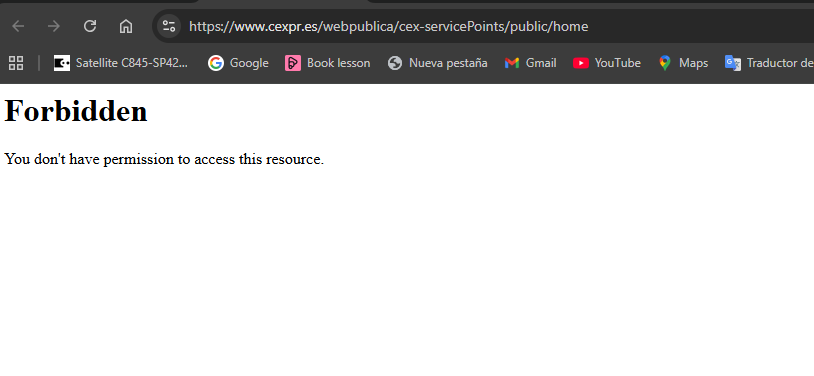 https://www.cexpr.es/webpublica/cex-servicePoints/public/home
Satellite C845-SP42... Google Book lesson Nueva pestaña Gmail YouTube Maps Traductor de
Forbidden
You don't have permission to access this resource.